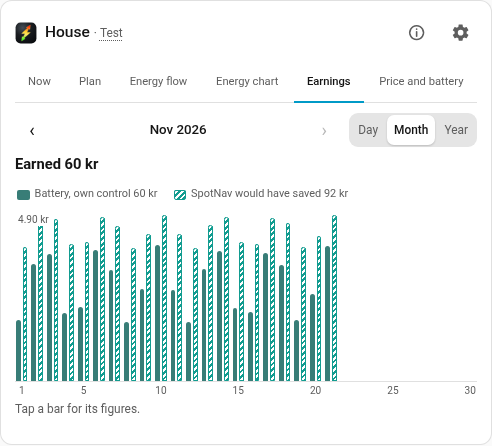 House · Test
Now Plan Energy flow Energy chart Earnings Price and battery
‹ Nov 2026 › Day Month Year
Earned 60 kr
Battery, own control 60 kr SpotNav would have saved 92 kr
4.90 kr
1 5 10 15 20 25 30
Tap a bar for its figures.